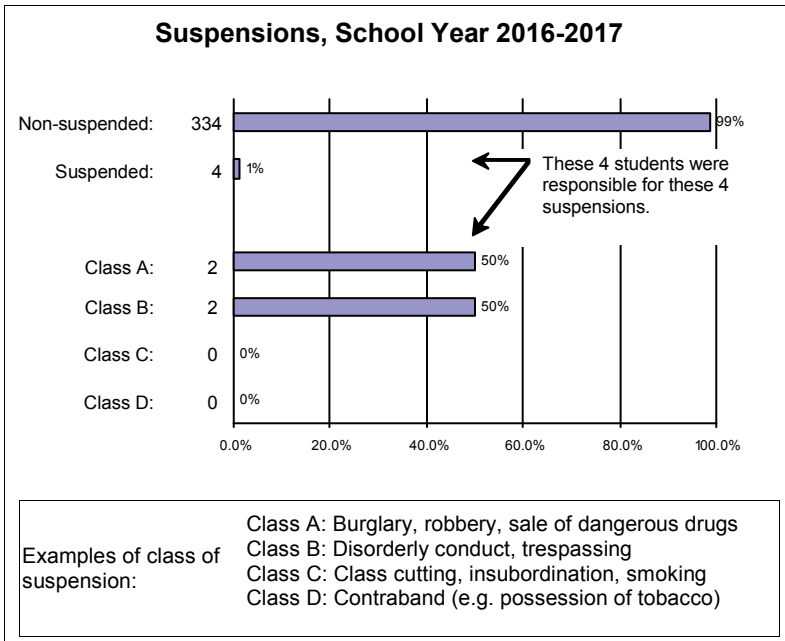 Suspensions, School Year 2016-2017
Non-suspended: 334 99%
Suspended: 4 1%
These 4 students were
responsible for these 4
suspensions.
Class A: 2 50%
Class B: 2 50%
Class C: 0 0%
Class D: 0 0%
0.0% 20.0% 40.0% 60.0% 80.0% 100.0%
Examples of class of
suspension:
Class A: Burglary, robbery, sale of dangerous drugs
Class B: Disorderly conduct, trespassing
Class C: Class cutting, insubordination, smoking
Class D: Contraband (e.g. possession of tobacco)